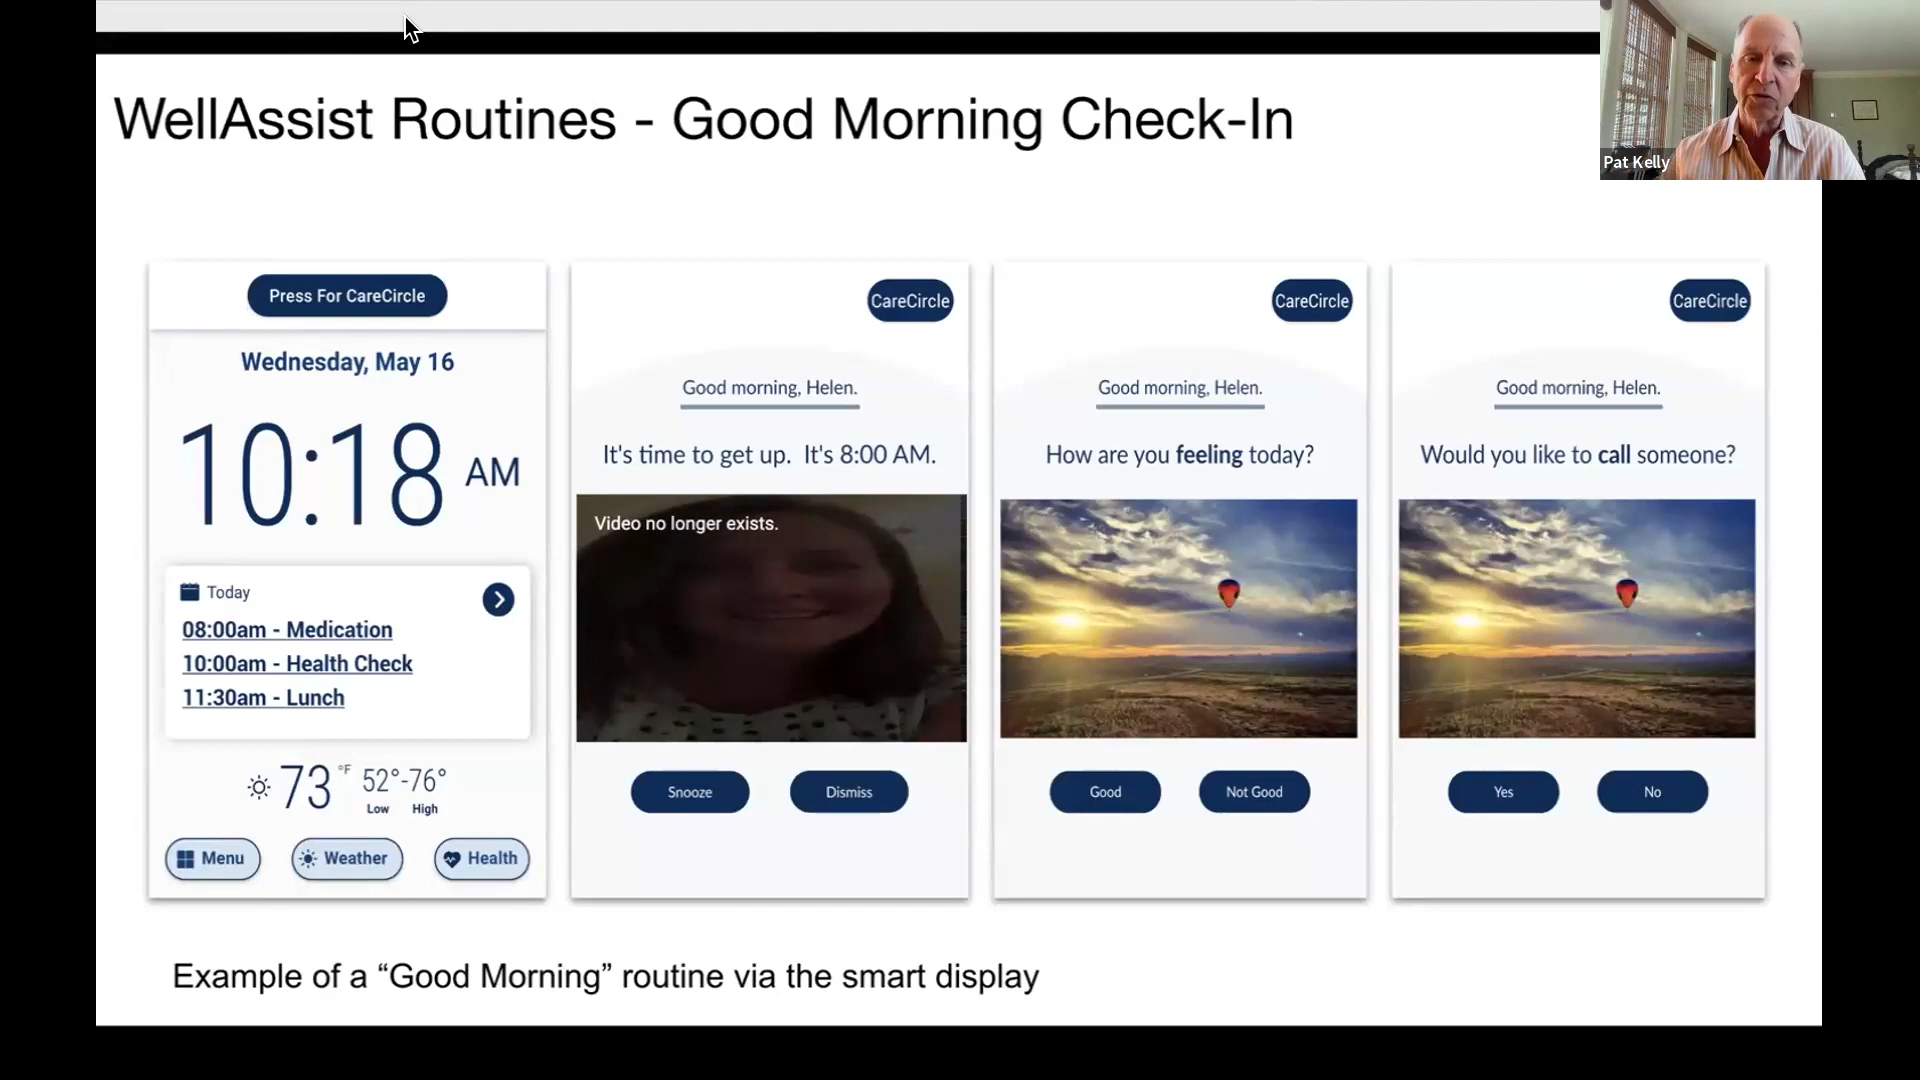 WellAssist Routines - Good Morning Check-In
Pat Kelly
Press For CareCircle
Wednesday, May 16
10:18 AM
Today
08:00am - Medication
10:00am - Health Check
11:30am - Lunch
73 °F 52°-76°
Low High
Menu Weather Health
CareCircle
Good morning, Helen.
It's time to get up. It's 8:00 AM.
Video no longer exists.
Snooze Dismiss
CareCircle
Good morning, Helen.
How are you feeling today?
Good Not Good
CareCircle
Good morning, Helen.
Would you like to call someone?
Yes No
Example of a “Good Morning” routine via the smart display